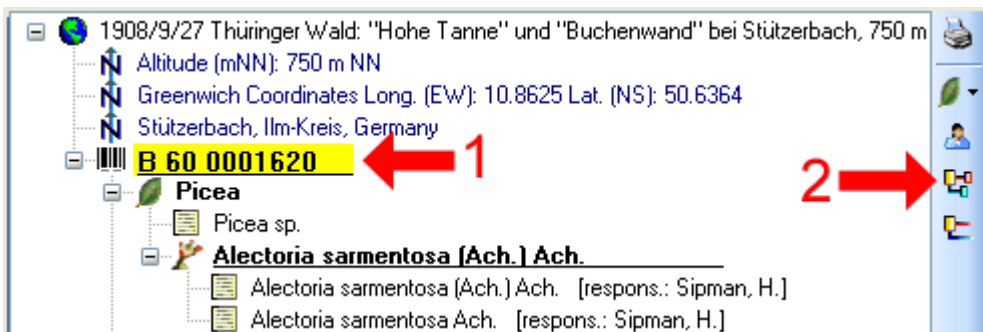 1908/9/27 Thüringer Wald: "Hohe Tanne" und "Buchenwand" bei Stützerbach, 750 m
Altitude (mNN): 750 m NN
Greenwich Coordinates Long. (EW): 10.8625 Lat. (NS): 50.6364
Stützerbach, Ilm-Kreis, Germany
B 60 0001620 1
2
Picea
Picea sp.
Alectoria sarmentosa (Ach.) Ach.
Alectoria sarmentosa (Ach.) Ach. [respons.: Sipman, H.]
Alectoria sarmentosa Ach. [respons.: Sipman, H.]